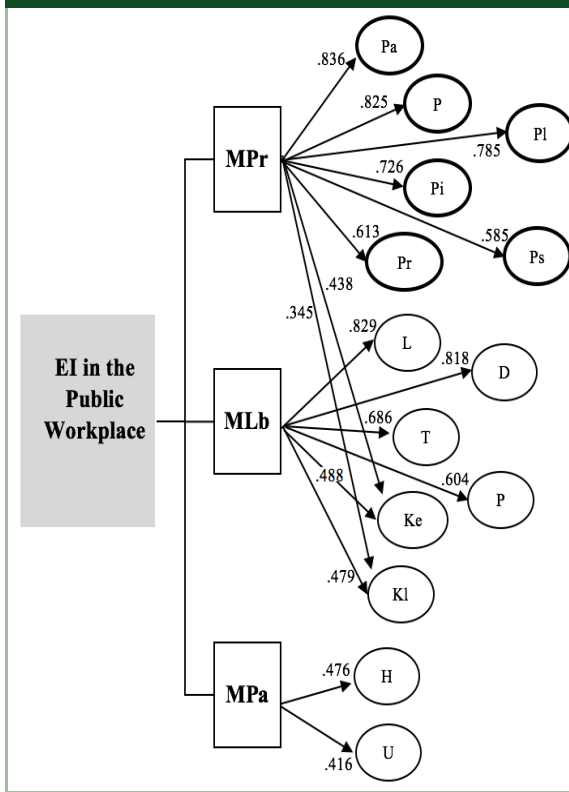 Pa
.836
P
.825
Pl
.785
MPr
.726
Pi
.613
Pr
.585
Ps
.438
.345
.829
L
.818
D
EI in the
Public
Workplace
MLb
.686
T
.604
P
.488
Ke
.479
Kl
MPa
.476
H
.416
U